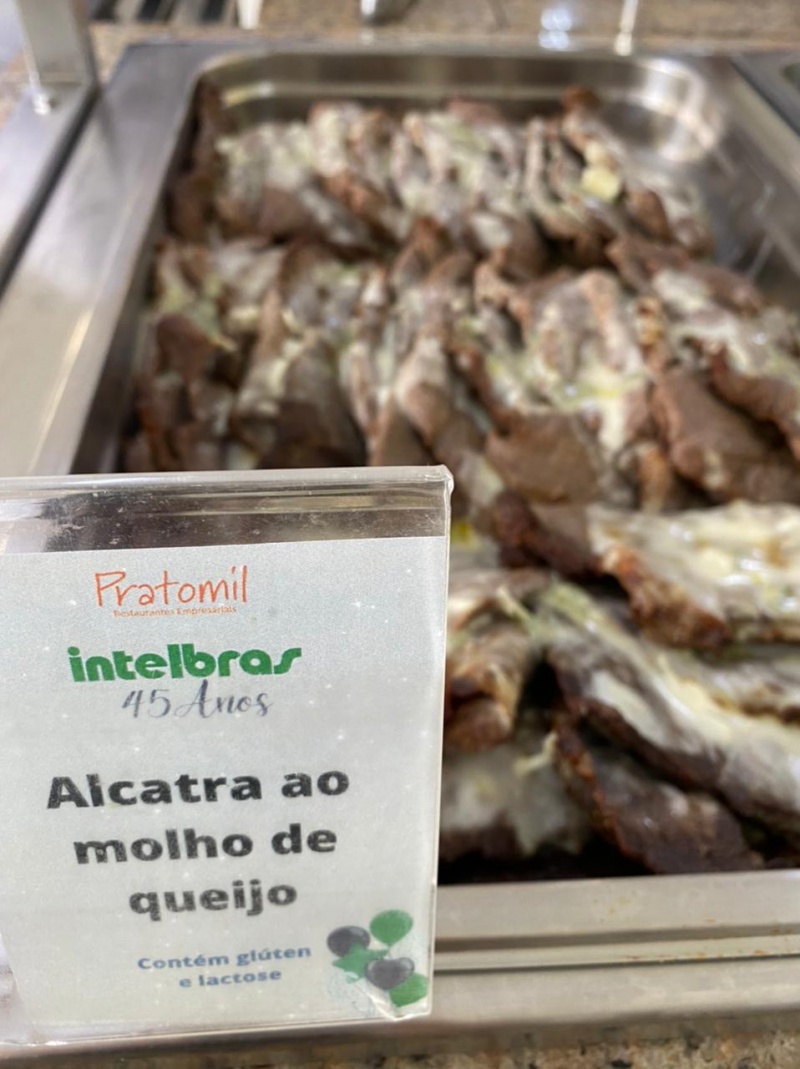 Pratomil
Restaurantes Empresariais
intelbras
45 Anos
Alcatra ao
molho de
queijo
Contém glúten
e lactose